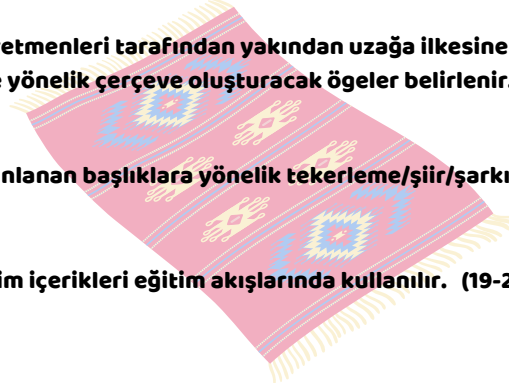 etmenleri tarafından yakından uzağa ilkesine
yönelik çerçeve oluşturacak ögeler belirlenir.
nlanan başlıklara yönelik tekerleme/şiir/şarkı
im içerikleri eğitim akışlarında kullanılır. (19-2